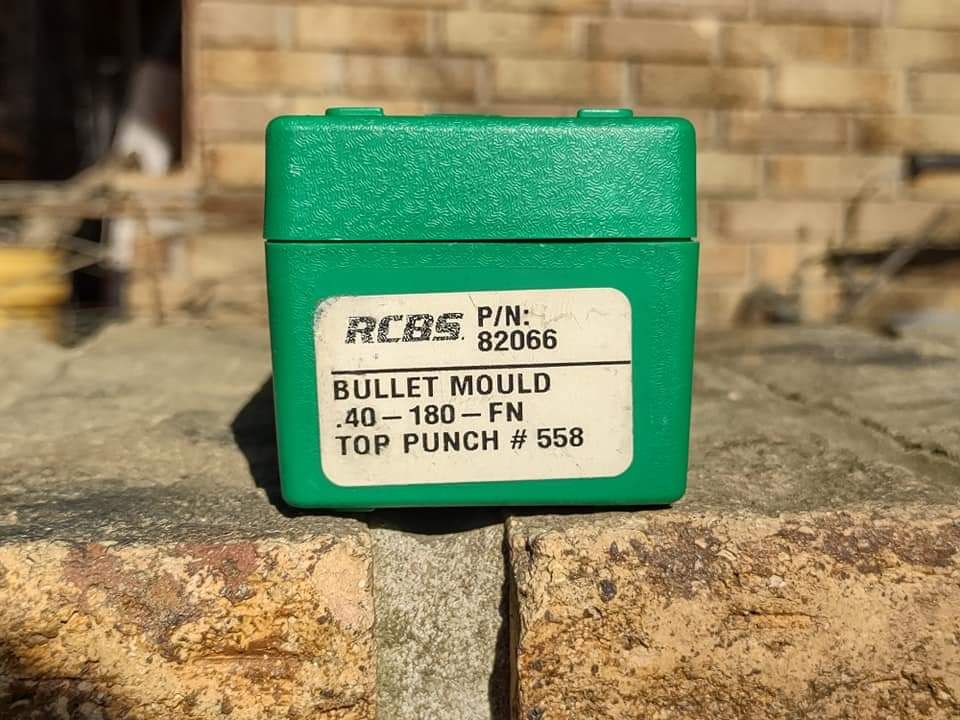 RCBS. P/N:
82066
BULLET MOULD
.40-180-FN
TOP PUNCH # 558